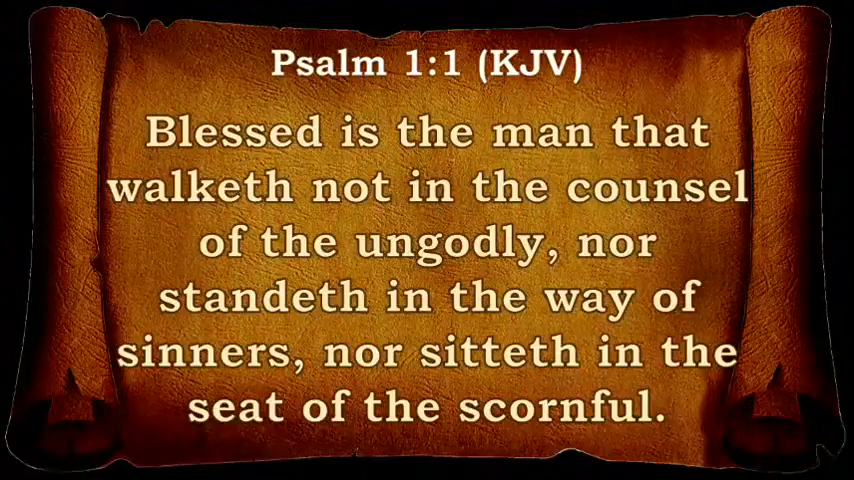 Psalm 1:1 (KJV)
Blessed is the man that
walketh not in the counsel
of the ungodly, nor
standeth in the way of
sinners, nor sitteth in the
seat of the scornful.